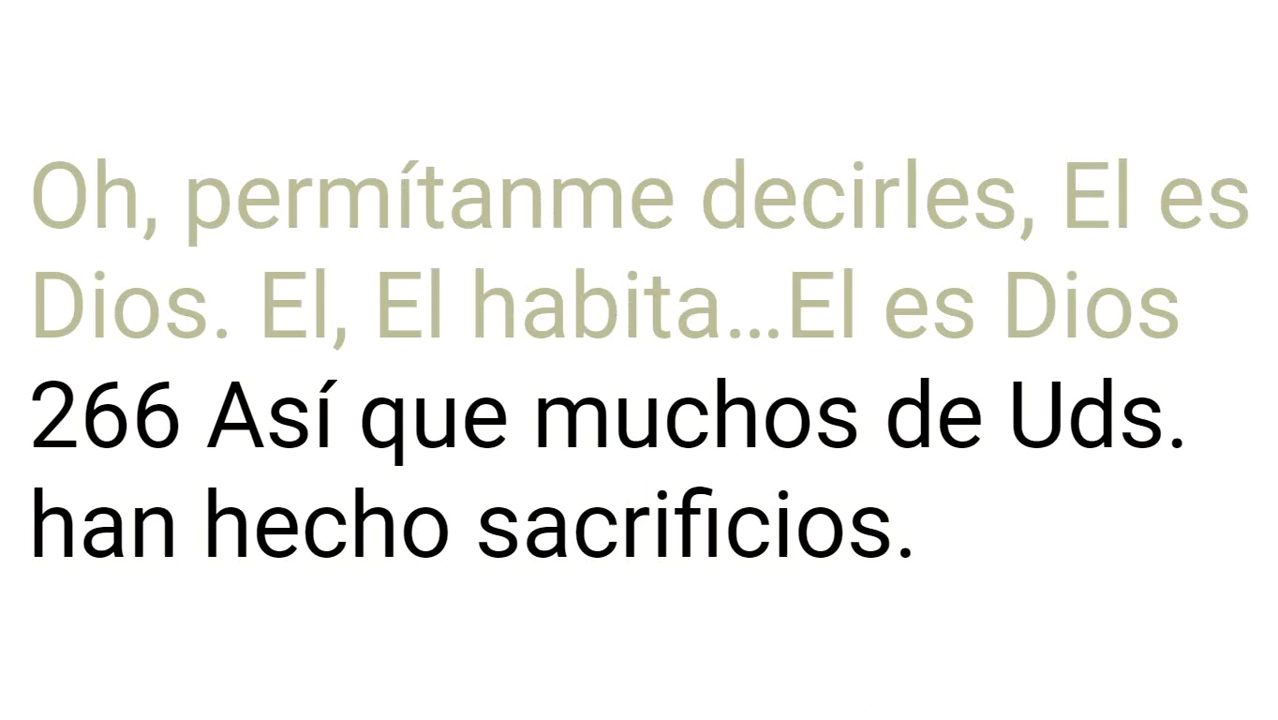 Oh, permítanme decirles, El es
Dios. El, El habita...El es Dios
266 Así que muchos de Uds.
han hecho sacrificios.